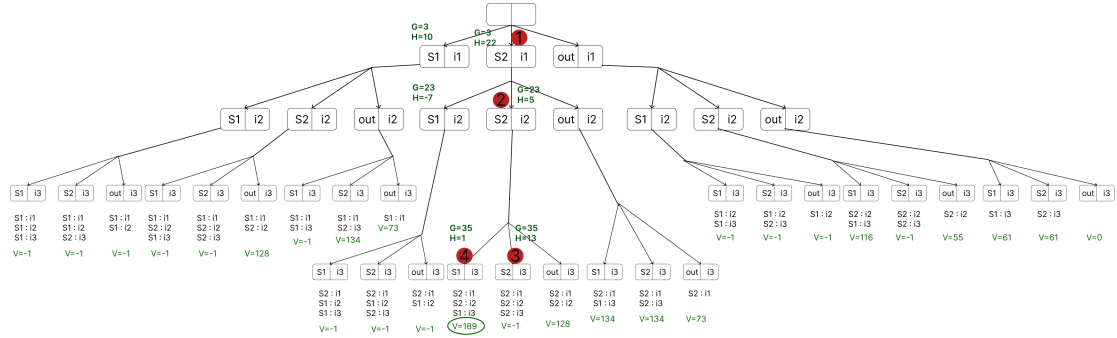 G=3
H=10
G=3
H=22
1
S1 i1
S2 i1
out i1
G=23
H=-7
G=23
H=5
2
S1 i2
S2 i2
out i2
S1 i2
S2 i2
out i2
S1 i2
S2 i2
out i2
S1 i3
S2 i3
out i3
S1 i3
S2 i3
out i3
S1 i3
S2 i3
out i3
S1 i3
S2 i3
out i3
S1 i3
S2 i3
out i3
S1 i3
S2 i3
out i3
S1 : i1
S1 : i2
S1 : i3
V=-1
S1 : i1
S1 : i2
S2 : i3
V=-1
S1 : i1
S1 : i2
V=-1
S1 : i1
S2 : i2
S1 : i3
V=-1
S1 : i1
S2 : i2
S2 : i3
V=-1
S1 : i1
S2 : i2
V=128
S1 : i1
S1 : i3
V=-1
S1 : i1
S2 : i3
V=134
S1 : i1
V=73
S1 : i2
S1 : i3
V=-1
S1 : i2
S2 : i3
V=-1
S1 : i2
V=-1
S2 : i2
S1 : i3
V=116
S2 : i2
S2 : i3
V=-1
S2 : i2
V=55
S1 : i3
V=61
S2 : i3
V=61
V=0
G=35
H=1
G=35
H=13
4
3
S1 i3
S2 i3
out i3
S1 i3
S2 i3
out i3
S1 i3
S2 i3
out i3
S2 : i1
S1 : i2
S1 : i3
V=-1
S2 : i1
S1 : i2
S2 : i3
V=-1
S2 : i1
S1 : i2
V=-1
S2 : i1
S2 : i2
S1 : i3
V=189
S2 : i1
S2 : i2
S2 : i3
V=-1
S2 : i1
S2 : i2
V=128
S2 : i1
S1 : i3
V=134
S2 : i1
S2 : i3
V=134
S2 : i1
V=73